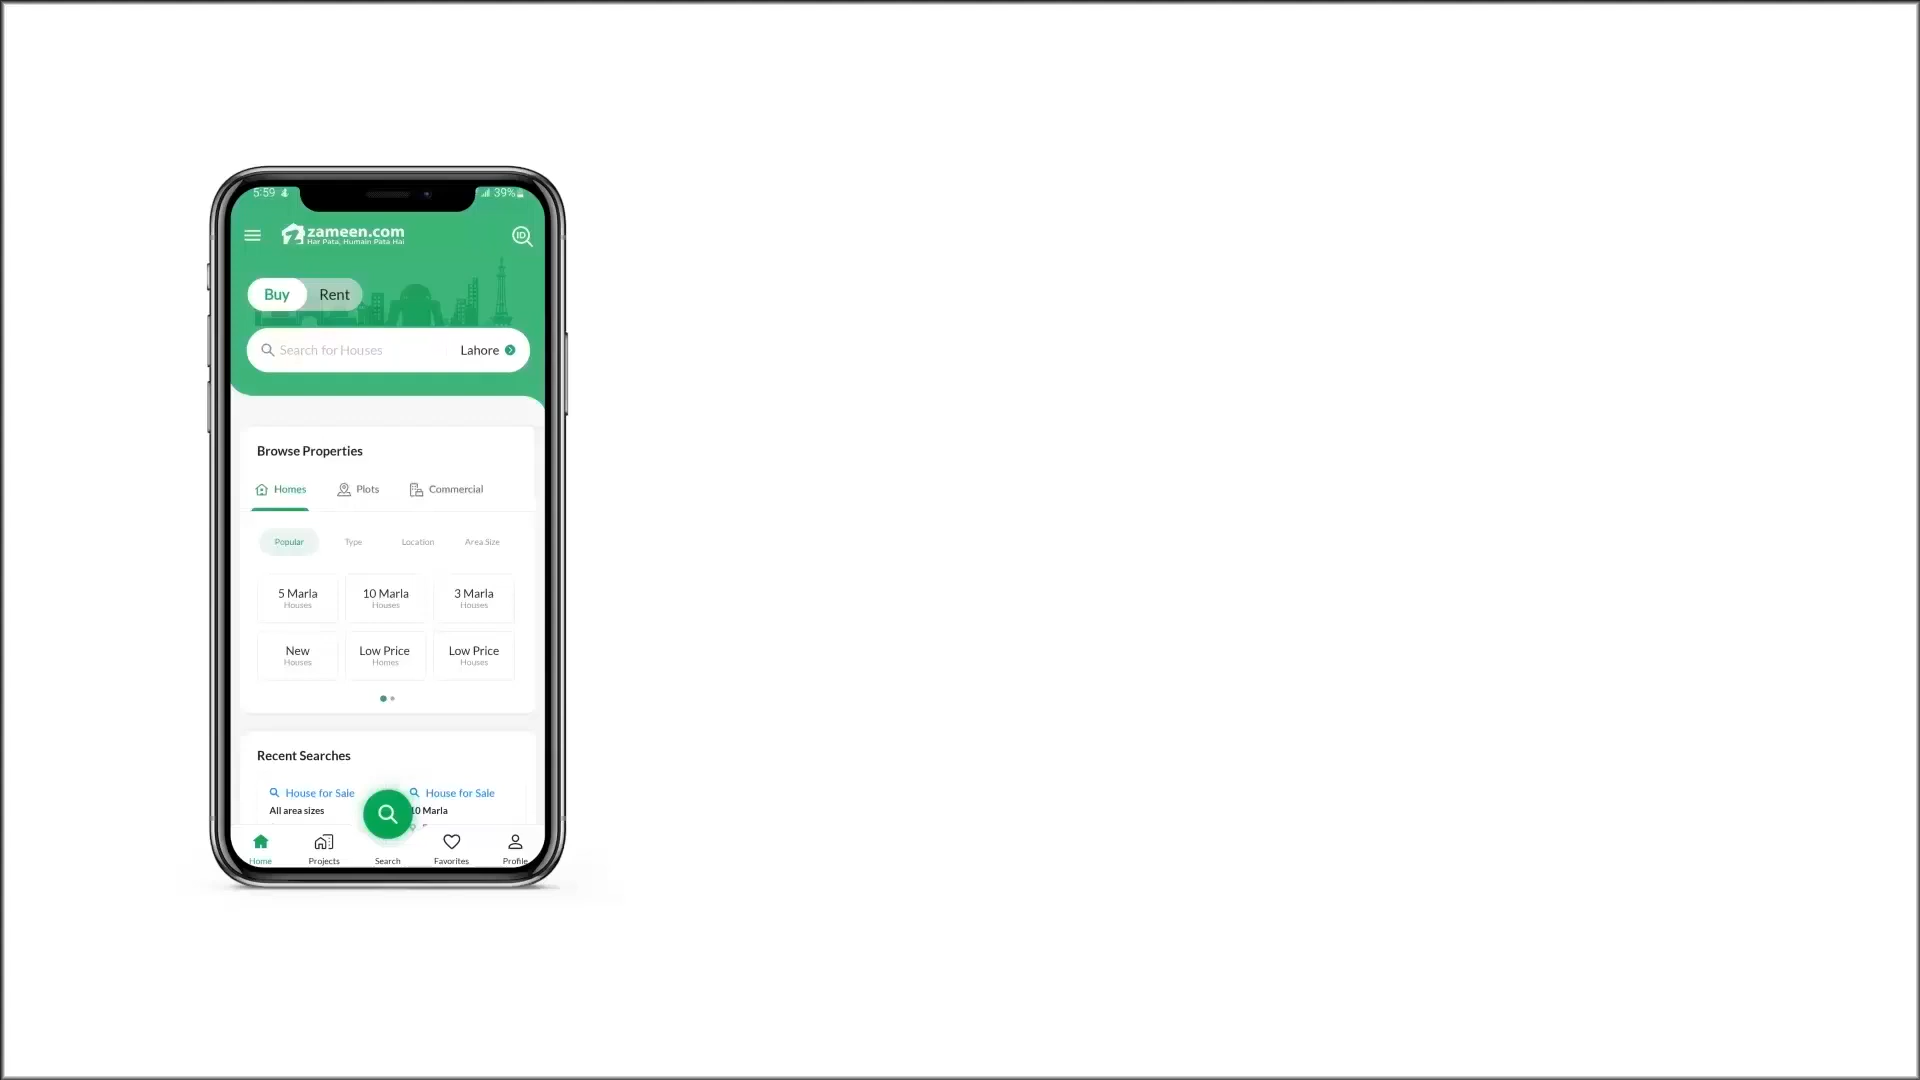 5:59 39%
zameen.com
Har Pata, Humain Pata Hai
ID
Buy Rent
Search for Houses Lahore
Browse Properties
Homes Plots Commercial
Popular Type Location Area Size
5 Marla 10 Marla 3 Marla
Houses Houses Houses
New Low Price Low Price
Houses Homes Houses
Recent Searches
House for Sale House for Sale
All area sizes 10 Marla
Home Projects Search Favorites Profile